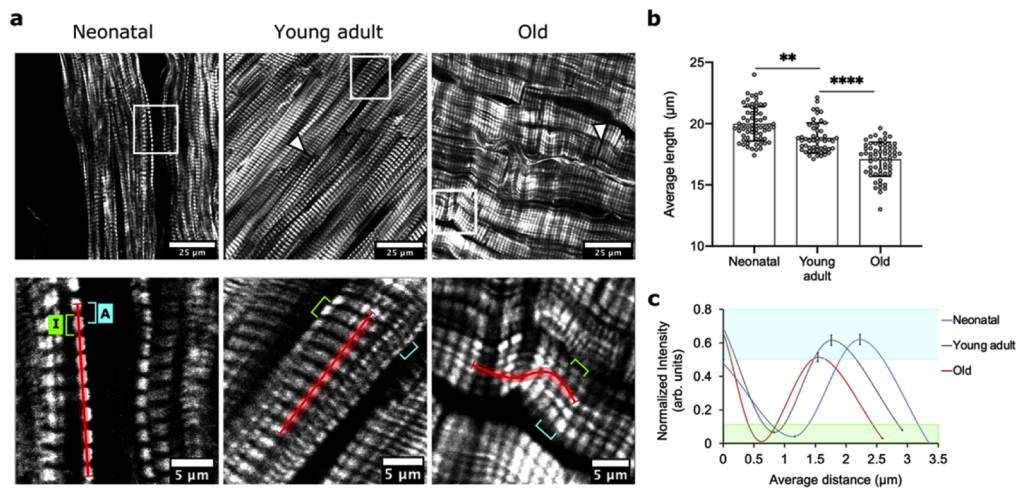 a
Neonatal
Young adult
Old
25 µm
25 µm
25 µm
I
A
5 µm
5 µm
5 µm
b
Average length (µm)
25
20
15
10
**
****
Neonatal
Young
adult
Old
c
Normalized Intensity
(arb. units)
0.8
0.6
0.4
0.2
0
0
0.5
1
1.5
2
2.5
3
3.5
Average distance (µm)
Neonatal
Young adult
Old